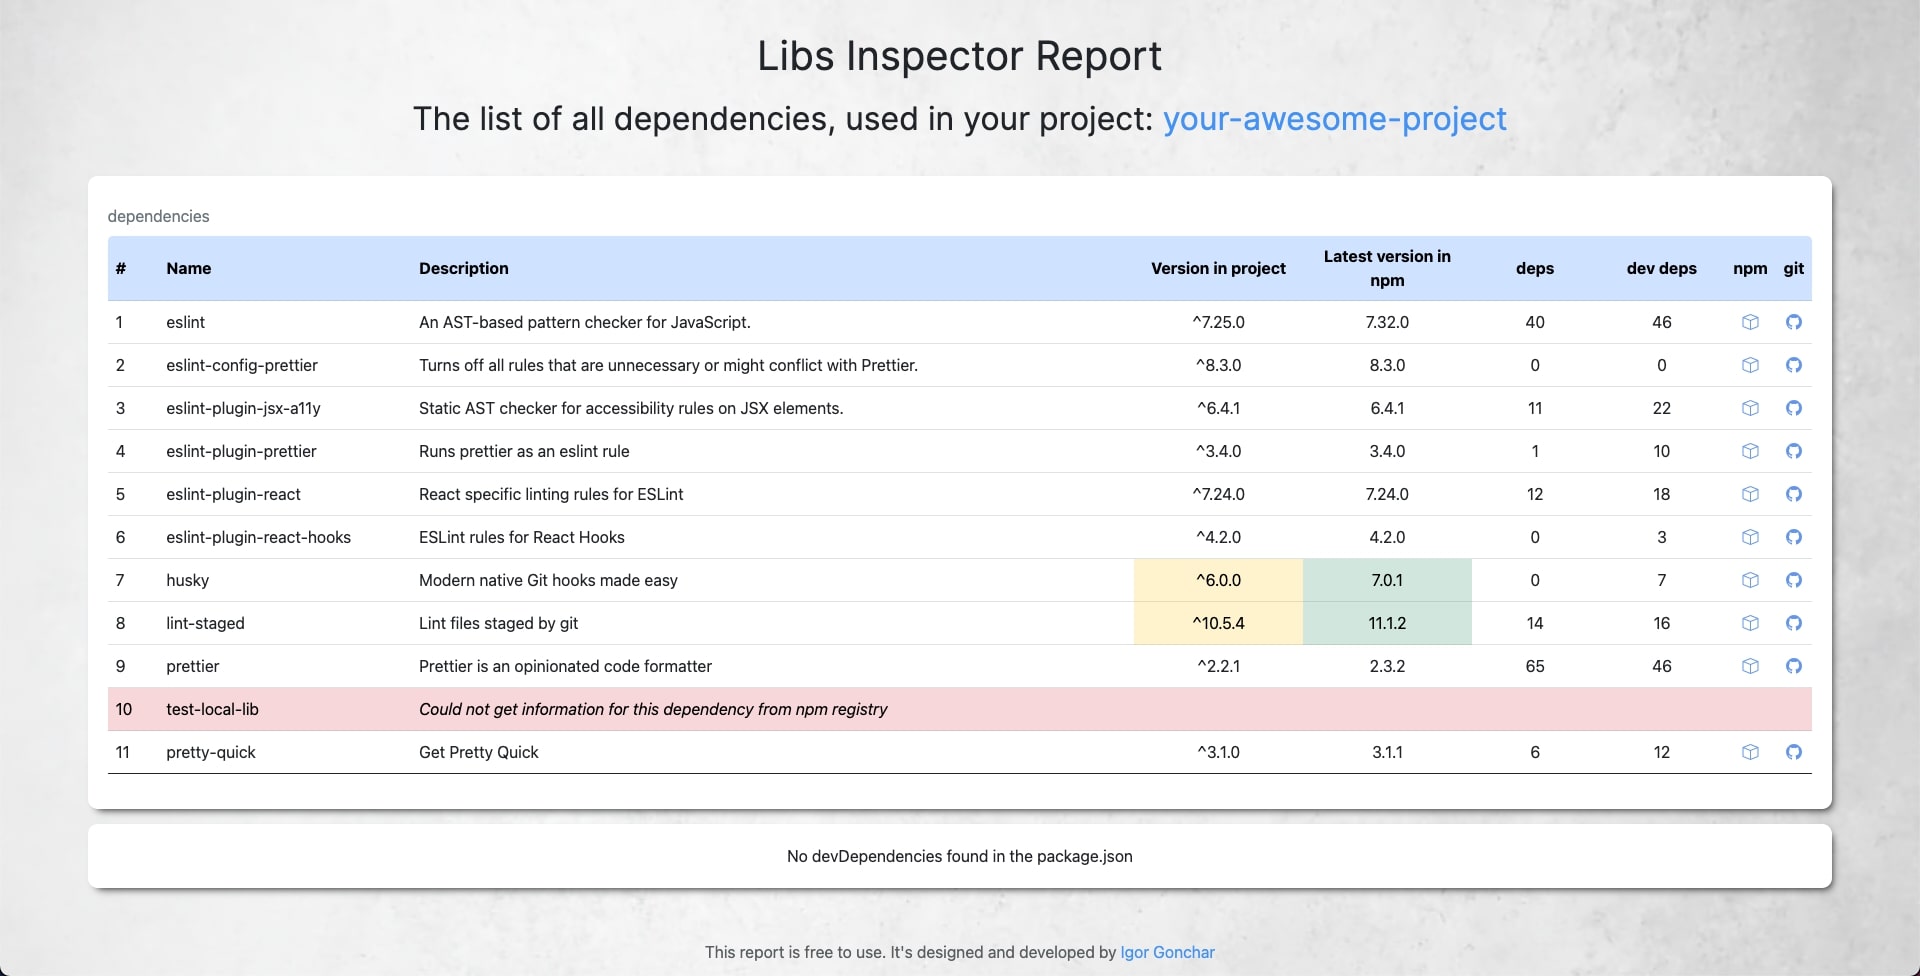 Libs Inspector Report
The list of all dependencies, used in your project: your-awesome-project
dependencies
# Name Description Version in project Latest version in npm deps dev deps npm git
1 eslint An AST-based pattern checker for JavaScript. ^7.25.0 7.32.0 40 46
2 eslint-config-prettier Turns off all rules that are unnecessary or might conflict with Prettier. ^8.3.0 8.3.0 0 0
3 eslint-plugin-jsx-a11y Static AST checker for accessibility rules on JSX elements. ^6.4.1 6.4.1 11 22
4 eslint-plugin-prettier Runs prettier as an eslint rule ^3.4.0 3.4.0 1 10
5 eslint-plugin-react React specific linting rules for ESLint ^7.24.0 7.24.0 12 18
6 eslint-plugin-react-hooks ESLint rules for React Hooks ^4.2.0 4.2.0 0 3
7 husky Modern native Git hooks made easy ^6.0.0 7.0.1 0 7
8 lint-staged Lint files staged by git ^10.5.4 11.1.2 14 16
9 prettier Prettier is an opinionated code formatter ^2.2.1 2.3.2 65 46
10 test-local-lib Could not get information for this dependency from npm registry
11 pretty-quick Get Pretty Quick ^3.1.0 3.1.1 6 12
No devDependencies found in the package.json
This report is free to use. It's designed and developed by Igor Gonchar